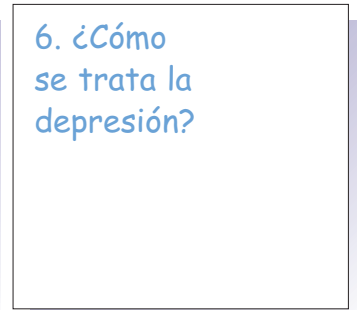 6. ¿Cómo
se trata la
depresión?